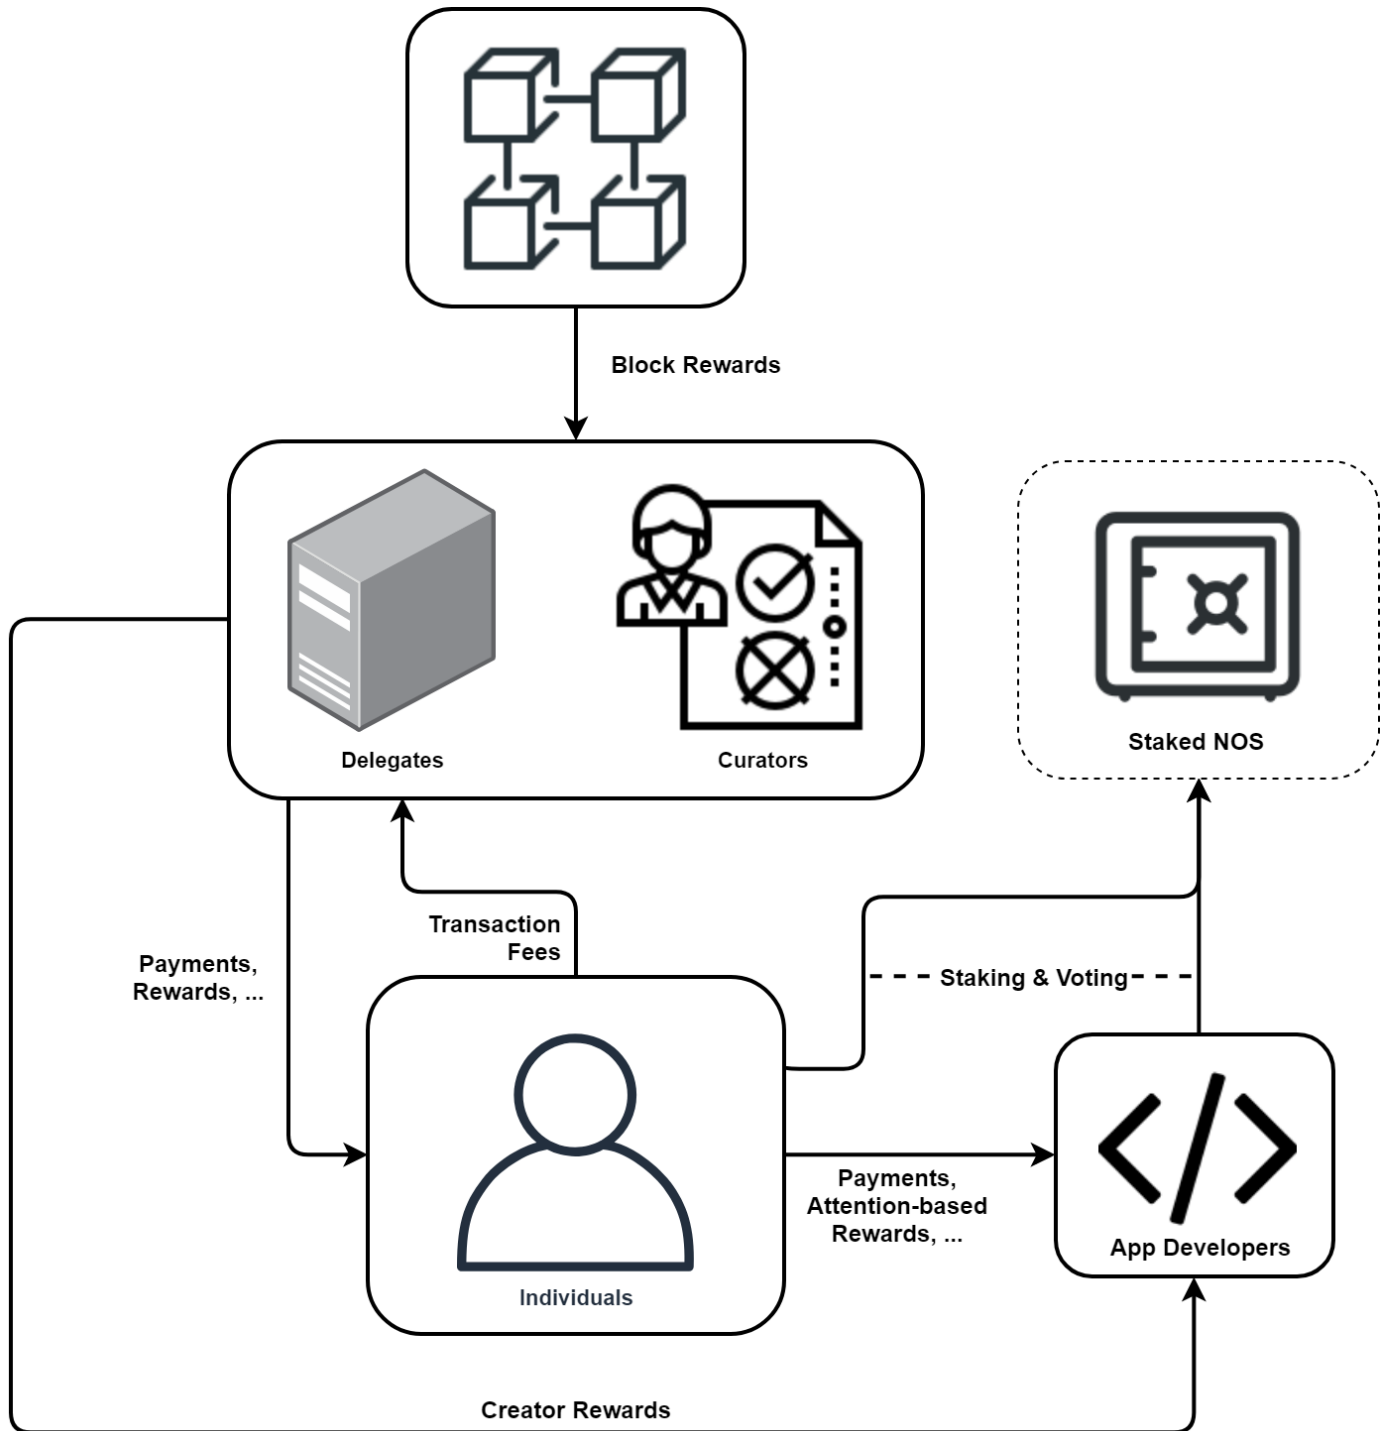 Block Rewards
Delegates
Curators
Staked NOS
Transaction
Fees
Payments,
Rewards, ...
Staking & Voting
Payments,
Attention-based
Rewards, ...
App Developers
Individuals
Creator Rewards